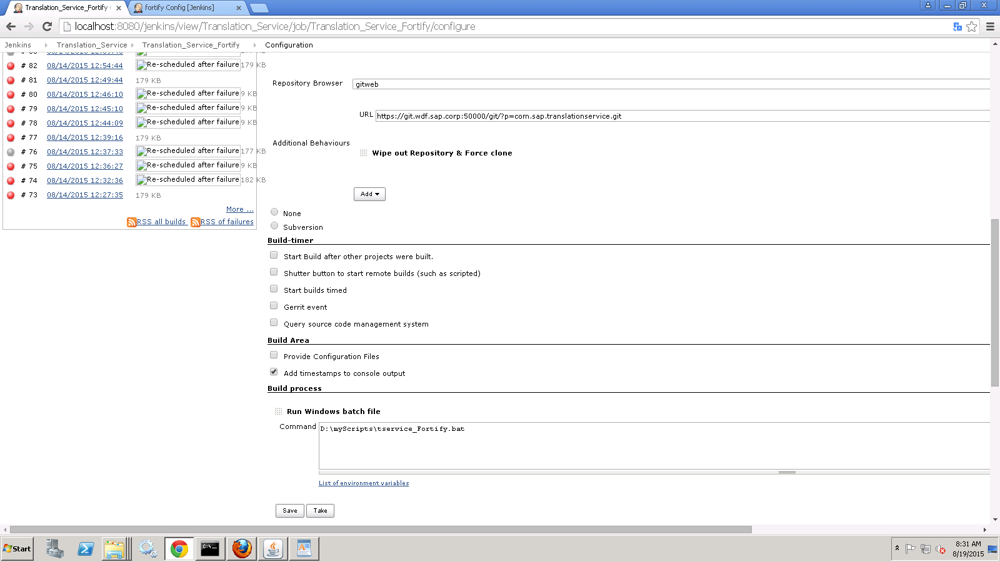 Translation_Service_Fortify
fortify Config [Jenkins]
localhost:8080/jenkins/view/Translation_Service/job/Translation_Service_Fortify/configure
Jenkins Translation_Service Translation_Service_Fortify Configuration
# 82 08/14/2015 12:54:44 Re-scheduled after failure 179 KB
# 81 08/14/2015 12:49:44 179 KB
# 80 08/14/2015 12:46:10 Re-scheduled after failure 9 KB
# 79 08/14/2015 12:45:10 Re-scheduled after failure 9 KB
# 78 08/14/2015 12:44:09 Re-scheduled after failure 9 KB
# 77 08/14/2015 12:39:16 179 KB
# 76 08/14/2015 12:37:33 Re-scheduled after failure 177 KB
# 75 08/14/2015 12:36:27 Re-scheduled after failure 9 KB
# 74 08/14/2015 12:32:36 Re-scheduled after failure 182 KB
# 73 08/14/2015 12:27:35 179 KB
More ...
RSS all builds RSS of failures
Repository Browser gitweb
URL https://git.wdf.sap.corp:50000/git/?p=com.sap.translationservice.git
Additional Behaviours
Wipe out Repository & Force clone
Add
None
Subversion
Build-timer
Start Build after other projects were built.
Shutter button to start remote builds (such as scripted)
Start builds timed
Gerrit event
Query source code management system
Build Area
Provide Configuration Files
Add timestamps to console output
Build process
Run Windows batch file
Command D:\myScripts\tservice_Fortify.bat
List of environment variables
Save Take
Start
C:\_
8:31 AM
8/19/2015